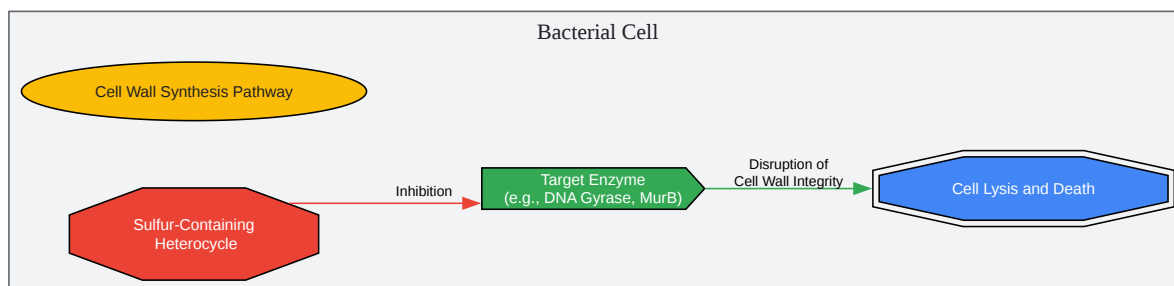 Bacterial Cell
Cell Wall Synthesis Pathway
Sulfur-Containing
Heterocycle
Inhibition
Target Enzyme
(e.g., DNA Gyrase, MurB)
Disruption of
Cell Wall Integrity
Cell Lysis and Death